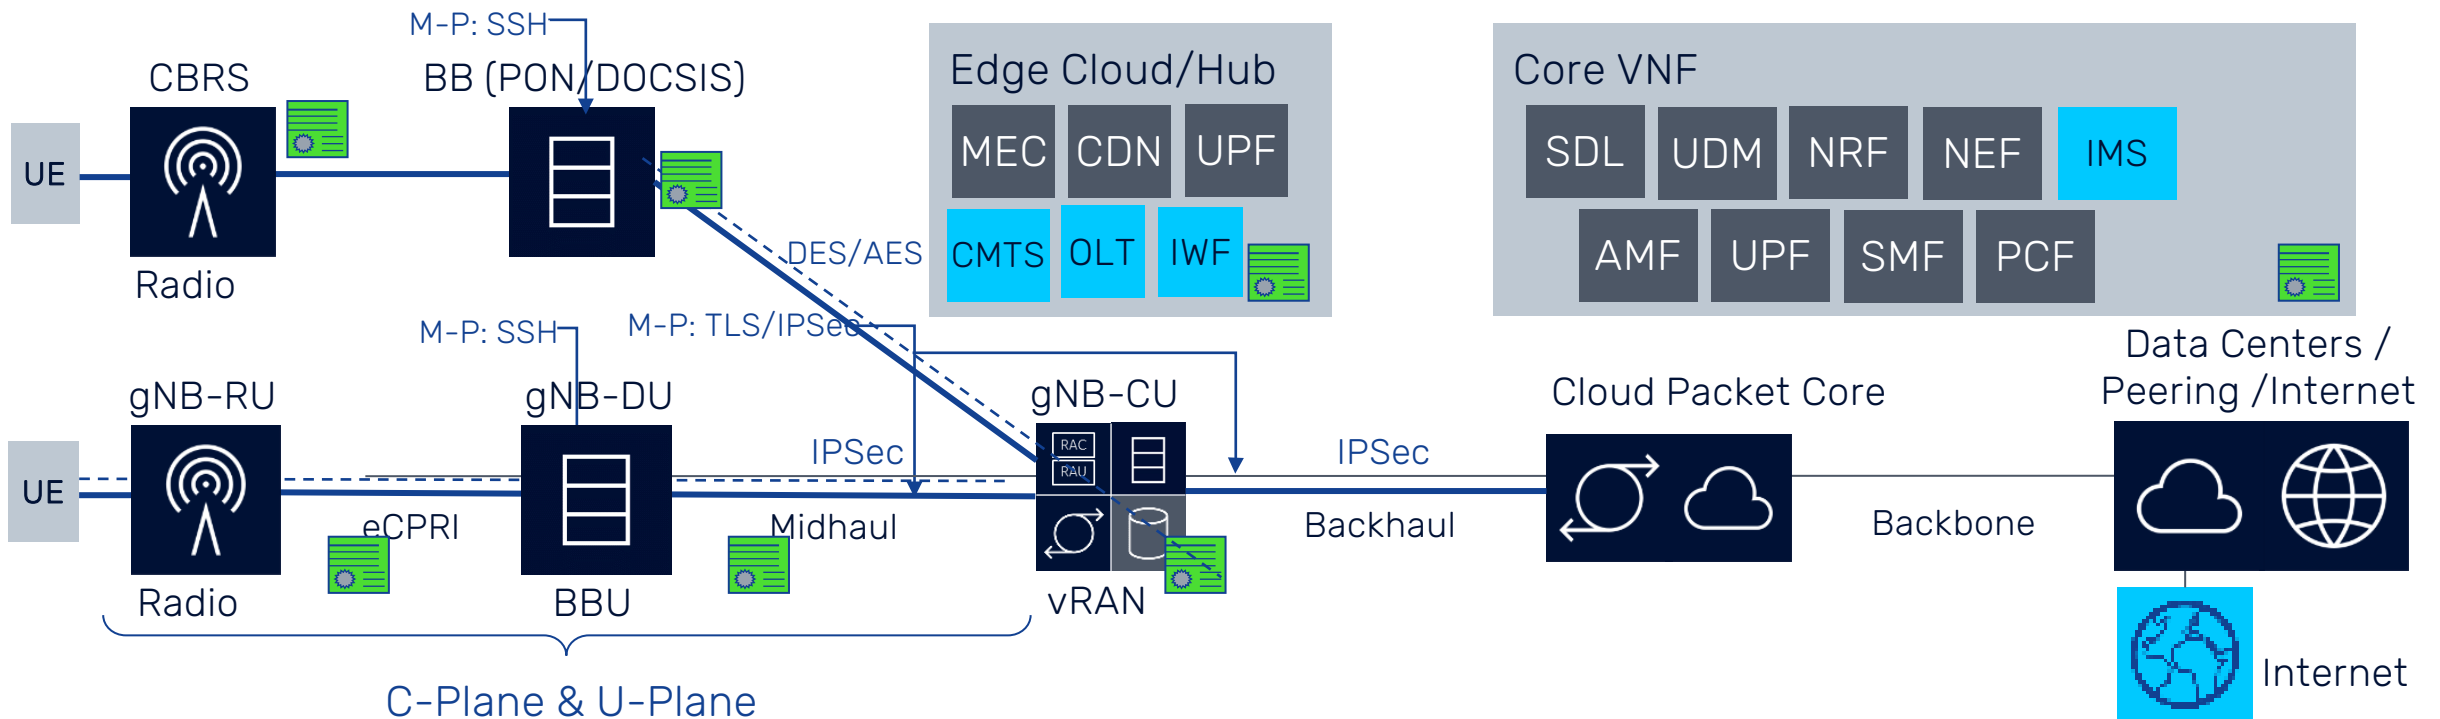 M-P: SSH
CBRS
BB (PON/DOCSIS)
UE
Radio
Edge Cloud/Hub
MEC CDN UPF
CMTS OLT IWF
Core VNF
SDL UDM NRF NEF IMS
AMF UPF SMF PCF
DES/AES
M-P: SSH
M-P: TLS/IPSec
gNB-RU
gNB-DU
gNB-CU
Cloud Packet Core
Data Centers /
Peering /Internet
UE
IPSec
RAC
RAU
IPSec
eCPRI
Midhaul
Backhaul
Backbone
Radio
BBU
vRAN
Internet
C-Plane & U-Plane